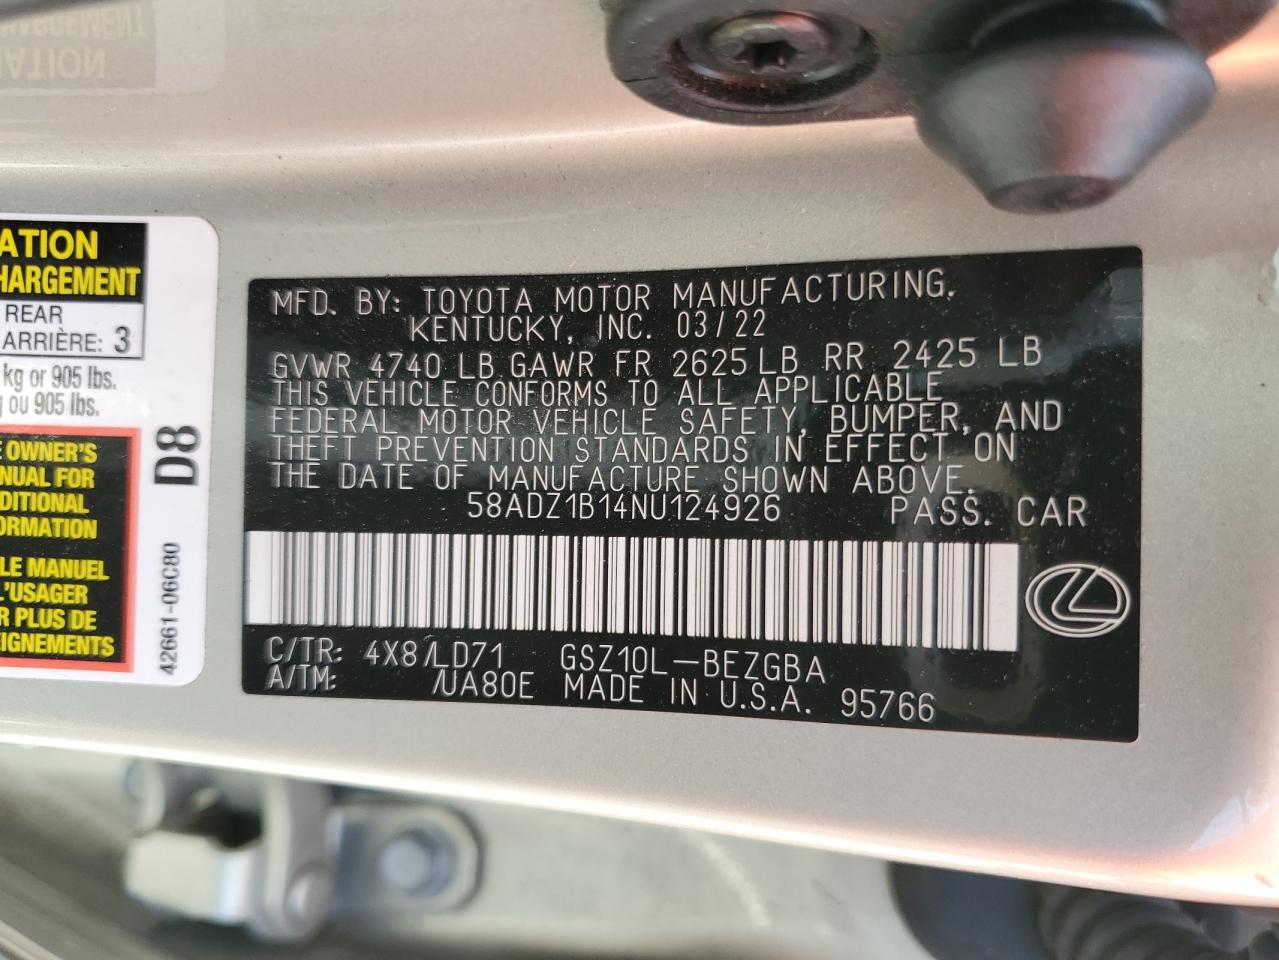 HARGEMENT
MATION
ATION
HARGEMENT
REAR
ARRIÈRE: 3
kg or 905 lbs.
ou 905 lbs.
OWNER'S
NUAL FOR
DITIONAL
ORMATION
LE MANUEL
L'USAGER
R PLUS DE
EIGNEMENTS
D8
42661-06C80
MFD. BY: TOYOTA MOTOR MANUFACTURING.
KENTUCKY, INC. 03/22
GVWR 4740 LB GAWR FR 2625 LB RR 2425 LB
THIS VEHICLE CONFORMS TO ALL APPLICABLE
FEDERAL MOTOR VEHICLE SAFETY, BUMPER, AND
THEFT PREVENTION STANDARDS IN EFFECT ON
THE DATE OF MANUFACTURE SHOWN ABOVE.
58ADZ1B14NU124926 PASS. CAR
C/TR: 4X8/LD71 GSZ10L-BEZGBA
A/TM: /UA80E MADE IN U.S.A. 95766